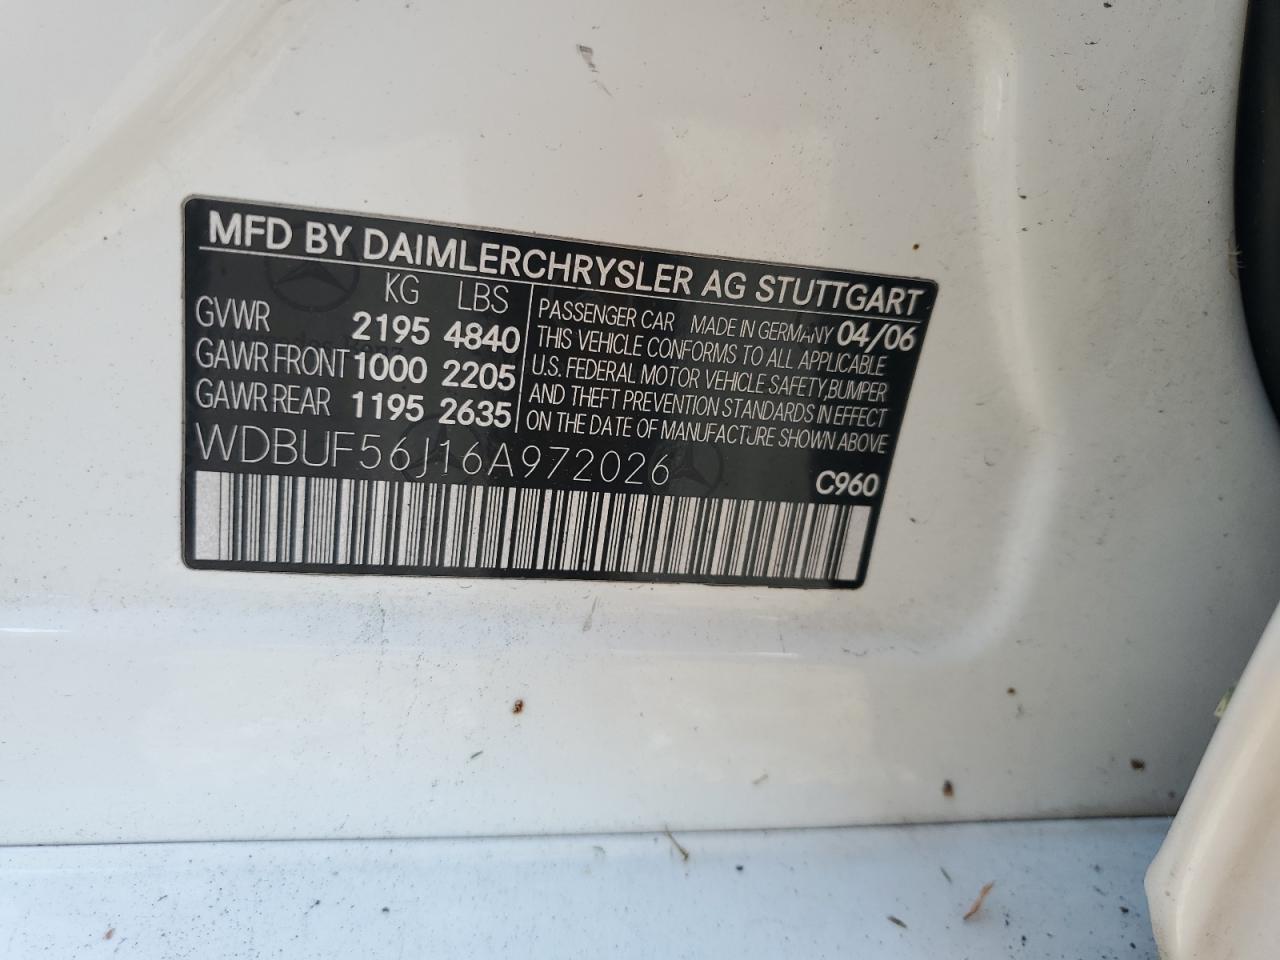 MFD BY DAIMLERCHRYSLER AG STUTTGART
KG LBS
GVWR 2195 4840
GAWR FRONT 1000 2205
GAWR REAR 1195 2635
PASSENGER CAR MADE IN GERMANY 04/06
THIS VEHICLE CONFORMS TO ALL APPLICABLE
U.S. FEDERAL MOTOR VEHICLE SAFETY, BUMPER
AND THEFT PREVENTION STANDARDS IN EFFECT
ON THE DATE OF MANUFACTURE SHOWN ABOVE
WDBUF56J16A972026
C960